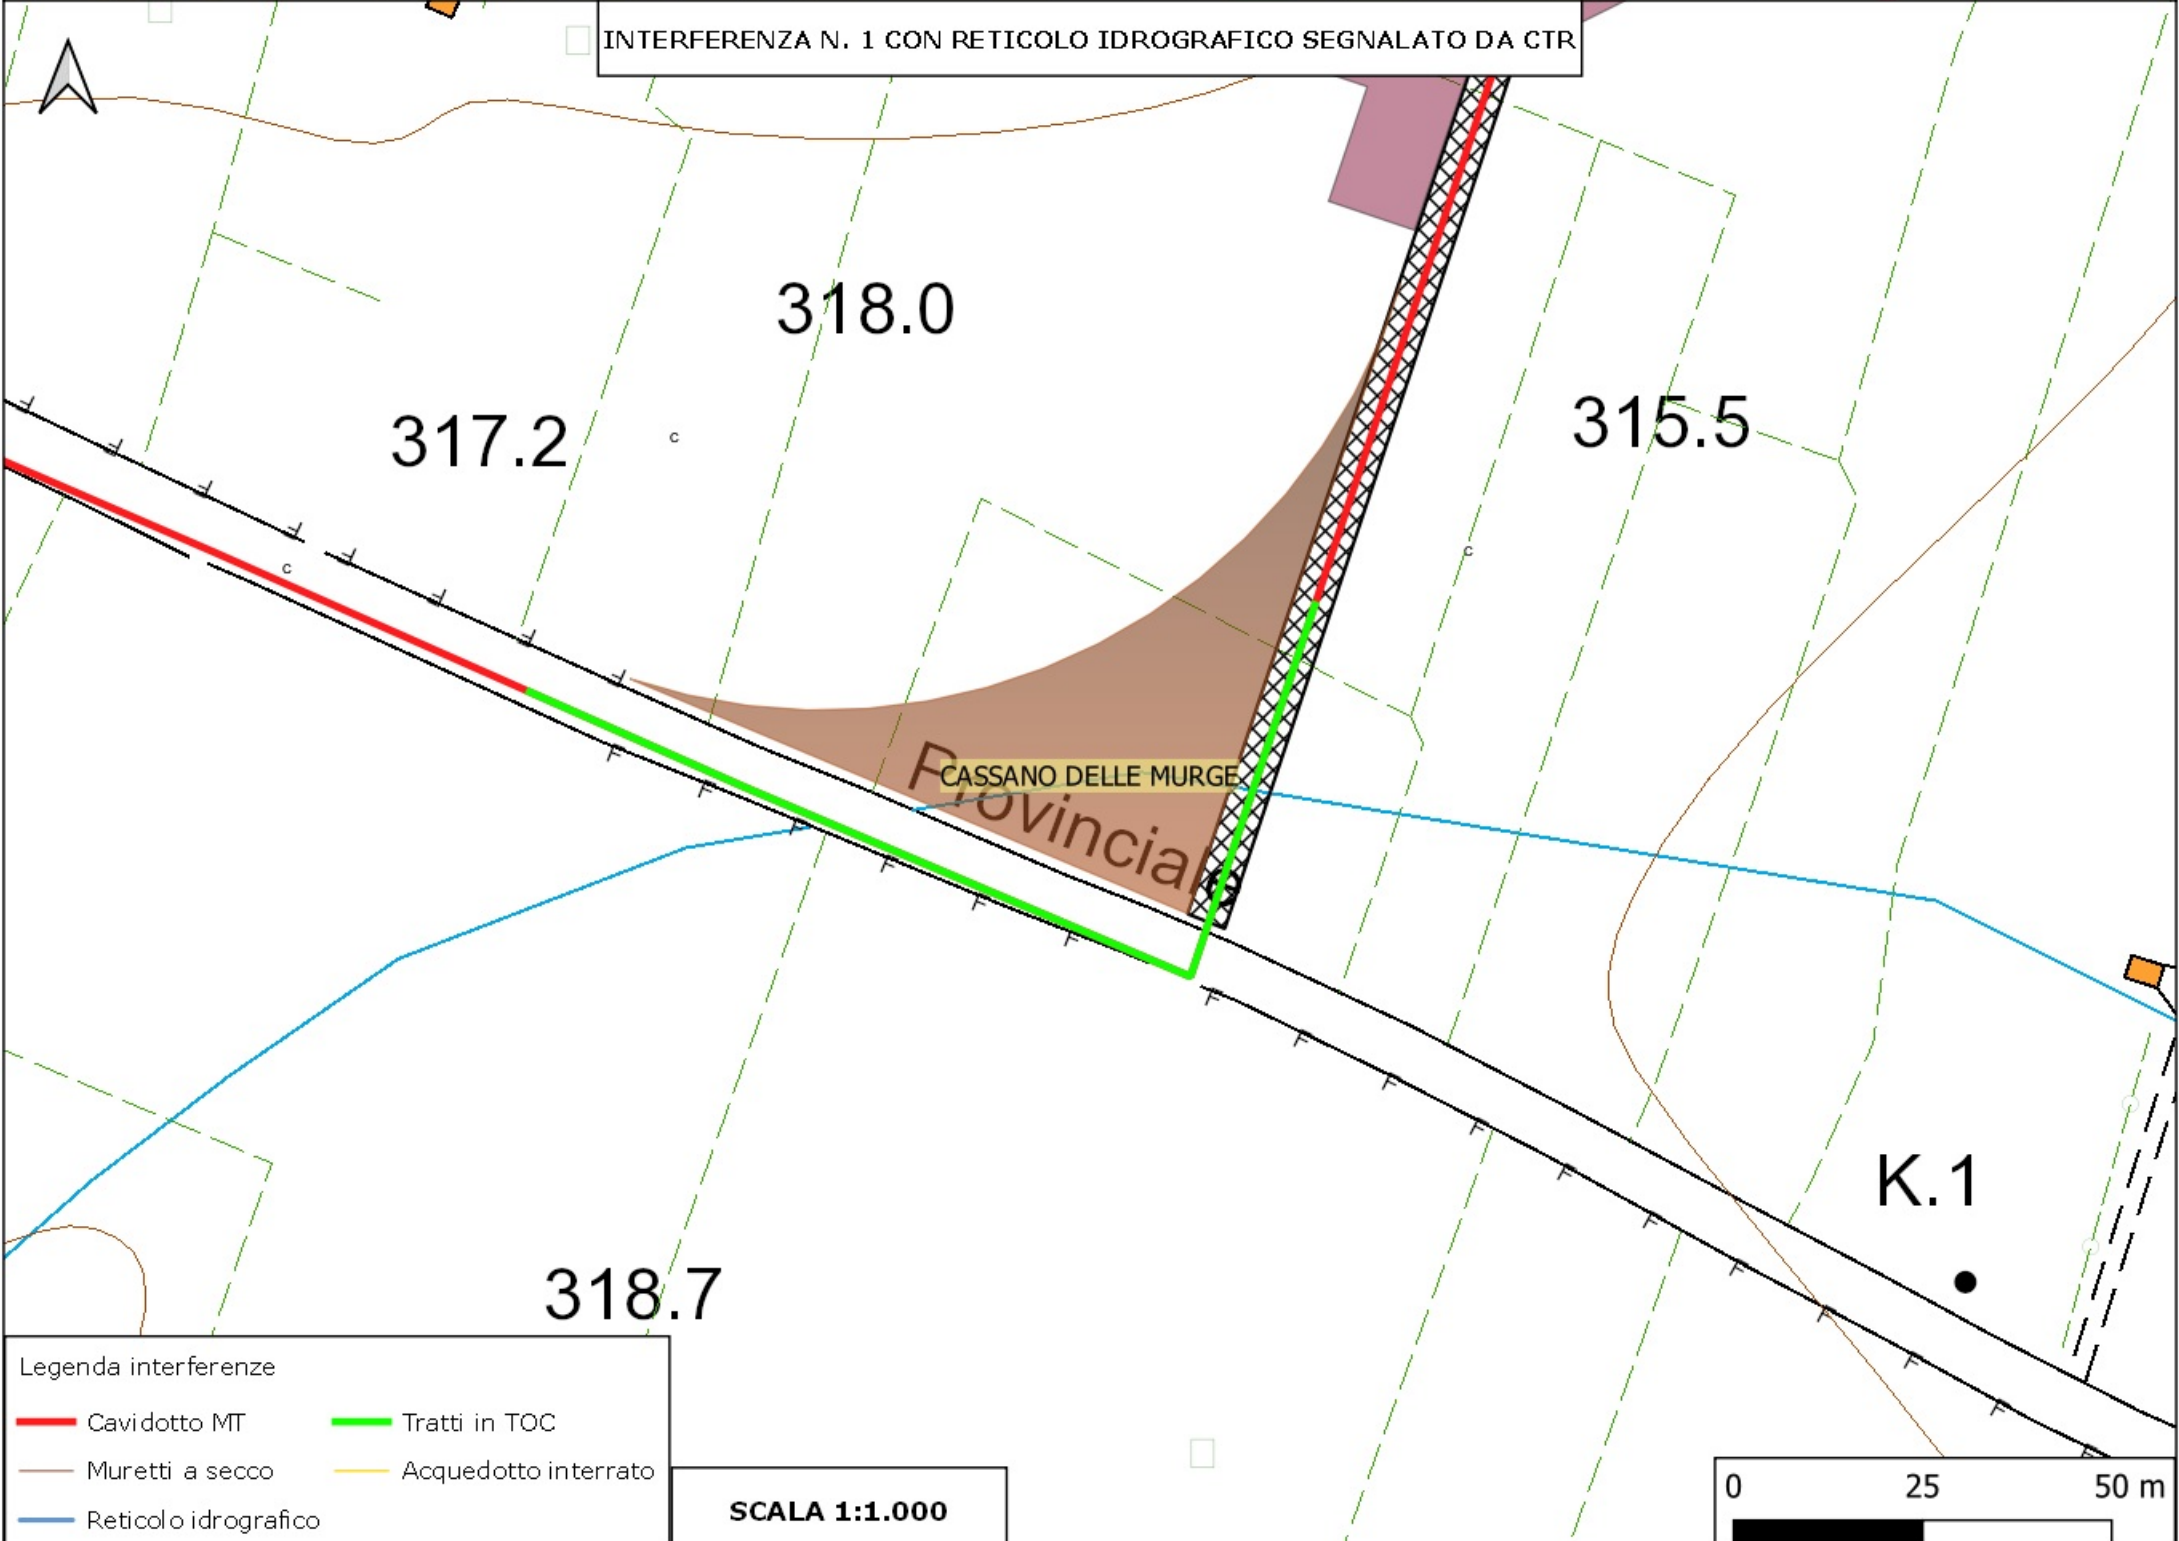 INTERFERENZA N. 1 CON RETICOLO IDROGRAFICO SEGNALATO DA CTR
318.0
317.2
c
315.5
c
c
CASSANO DELLE MURGE
Provinciale
K.1
318.7
Legenda interferenze
Cavidotto MT
Tratti in TOC
Muretti a secco
Acquedotto interrato
Reticolo idrografico
SCALA 1:1.000
0 25 50 m